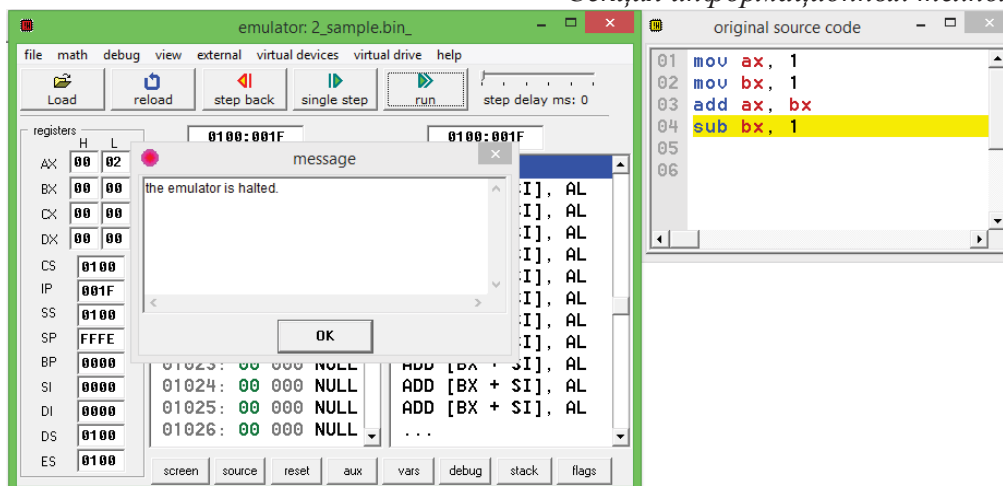 emulator: 2_sample.bin_
file math debug view external virtual devices virtual drive help
Load reload step back single step run step delay ms: 0
registers
H L
0100:001F 0100:001F
AX 00 02
BX 00 00
CX 00 00
DX 00 00
CS 0100
IP 001F
SS 0100
SP FFFE
BP 0000
SI 0000
DI 0000
DS 0100
ES 0100
message
the emulator is halted.
OK
I], AL
I], AL
I], AL
I], AL
I], AL
I], AL
I], AL
I], AL
01023: 00 000 NULL ADD [BX + SI], AL
01024: 00 000 NULL ADD [BX + SI], AL
01025: 00 000 NULL ADD [BX + SI], AL
01026: 00 000 NULL ...
screen source reset aux vars debug stack flags
original source code
01 mov ax, 1
02 mov bx, 1
03 add ax, bx
04 sub bx, 1
05
06